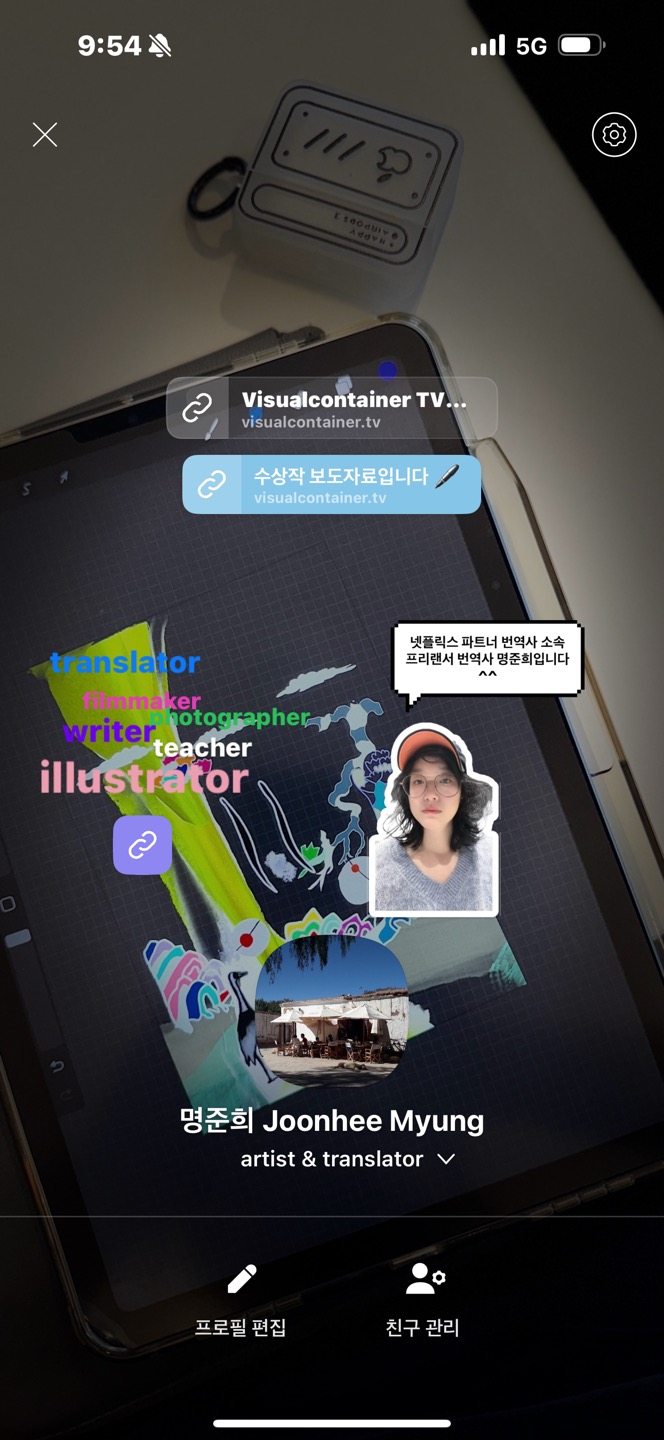 9:54
5G
Visualcontainer TV...
visualcontainer.tv
수상작 보도자료입니다
visualcontainer.tv
넷플릭스 파트너 번역사 소속
프리랜서 번역사 명준희입니다
^^
translator
filmmaker
photographer
writer
teacher
illustrator
명준희 Joonhee Myung
artist & translator
프로필 편집
친구 관리